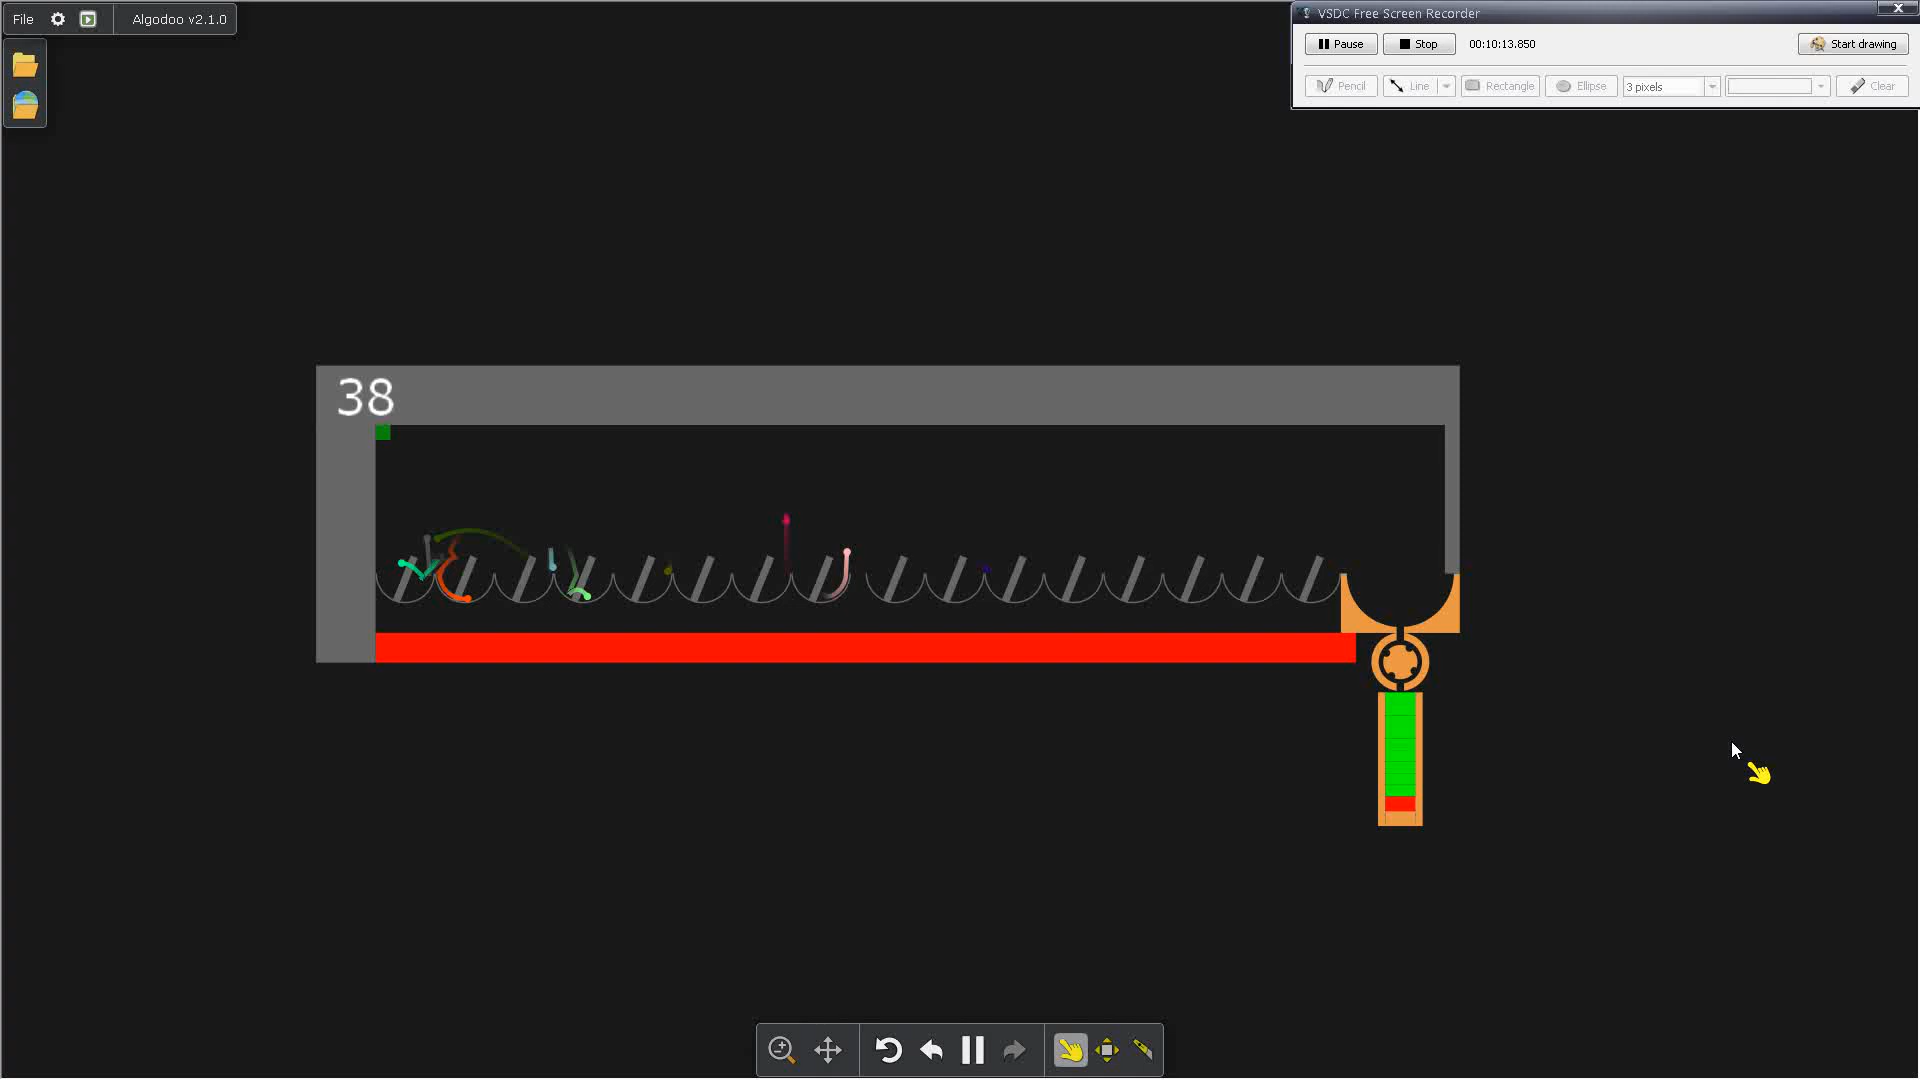 File Algodoo v2.1.0
VSDC Free Screen Recorder
Pause Stop 00:10:13.850 Start drawing
Pencil Line Rectangle Ellipse 3 pixels Clear
38